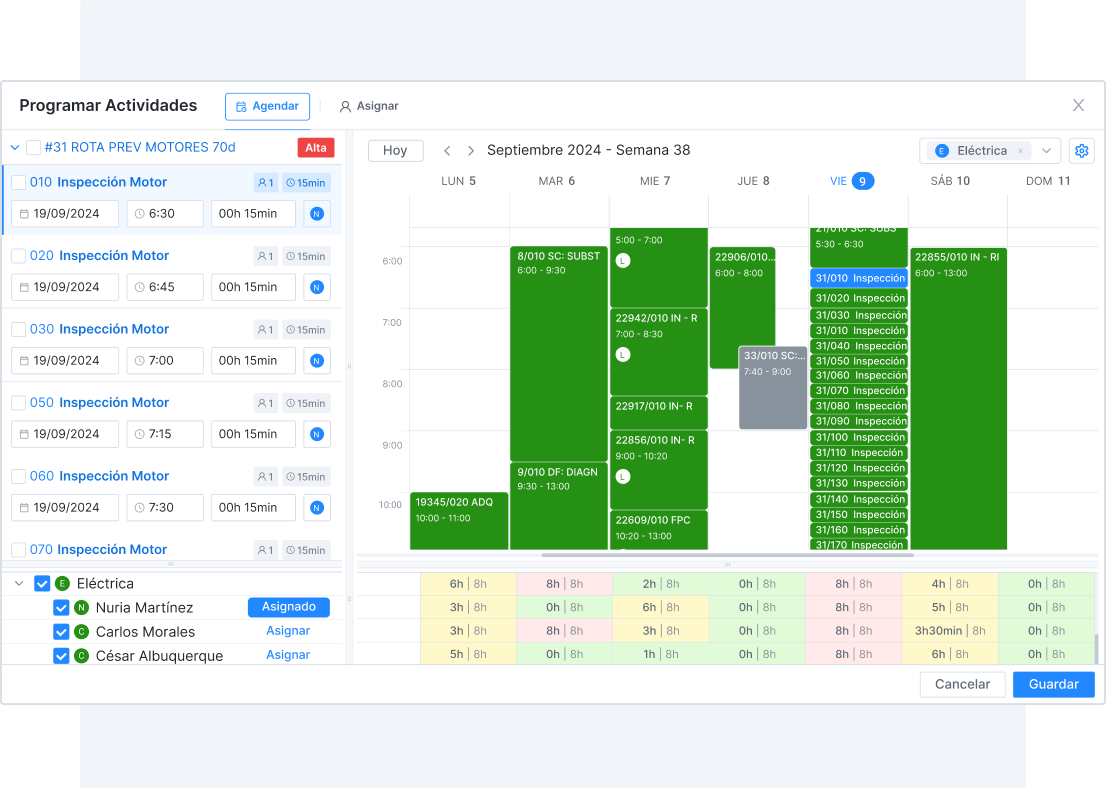 Programar Actividades
Agendar
Asignar
#31 ROTA PREV MOTORES 70d
Alta
010 Inspección Motor
1
15min
19/09/2024
6:30
00h 15min
N
020 Inspección Motor
1
15min
19/09/2024
6:45
00h 15min
N
030 Inspección Motor
1
15min
19/09/2024
7:00
00h 15min
N
050 Inspección Motor
1
15min
19/09/2024
7:15
00h 15min
N
060 Inspección Motor
1
15min
19/09/2024
7:30
00h 15min
N
070 Inspección Motor
1
15min
Hoy
Septiembre 2024 - Semana 38
E
Eléctrica
×
LUN 5
MAR 6
MIE 7
JUE 8
VIE 9
SÁB 10
DOM 11
6:00
7:00
8:00
9:00
10:00
19345/020 ADQ
10:00 - 11:00
8/010 SC: SUBST
6:00 - 9:30
9/010 DF: DIAGN
9:30 - 13:00
5:00 - 7:00
L
22942/010 IN - R
7:00 - 8:30
L
22917/010 IN- R
22856/010 IN- R
9:00 - 10:20
L
22609/010 FPC
10:20 - 13:00
22906/010...
6:00 - 8:00
33/010 SC:...
7:40 - 9:00
21/010 SC: SUBS
5:30 - 6:30
31/010 Inspección
31/020 Inspección
31/030 Inspección
31/010 Inspección
31/040 Inspección
31/050 Inspección
31/060 Inspección
31/070 Inspección
31/080 Inspección
31/090 Inspección
31/100 Inspección
31/110 Inspección
31/120 Inspección
31/130 Inspección
31/140 Inspección
31/150 Inspección
31/160 Inspección
31/170 Inspección
22855/010 IN - RI
6:00 - 13:00
E Eléctrica
6h | 8h
8h | 8h
2h | 8h
0h | 8h
8h | 8h
4h | 8h
0h | 8h
N Nuria Martínez
Asignado
3h | 8h
0h | 8h
6h | 8h
0h | 8h
8h | 8h
5h | 8h
0h | 8h
C Carlos Morales
Asignar
3h | 8h
8h | 8h
3h | 8h
0h | 8h
8h | 8h
3h30min | 8h
0h | 8h
C César Albuquerque
Asignar
5h | 8h
0h | 8h
1h | 8h
0h | 8h
8h | 8h
6h | 8h
0h | 8h
Cancelar
Guardar